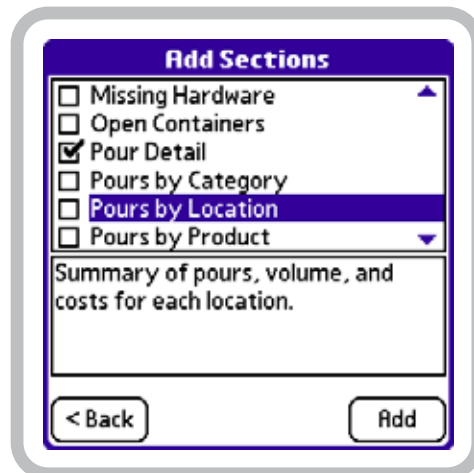 Add Sections
Missing Hardware
Open Containers
Pour Detail
Pours by Category
Pours by Location
Pours by Product
Summary of pours, volume, and
costs for each location.
< Back
Add